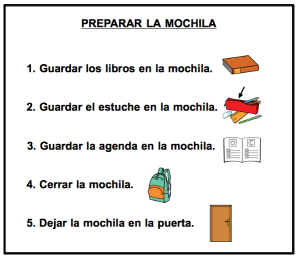 PREPARAR LA MOCHILA
1. Guardar los libros en la mochila.
2. Guardar el estuche en la mochila.
3. Guardar la agenda en la mochila.
4. Cerrar la mochila.
5. Dejar la mochila en la puerta.